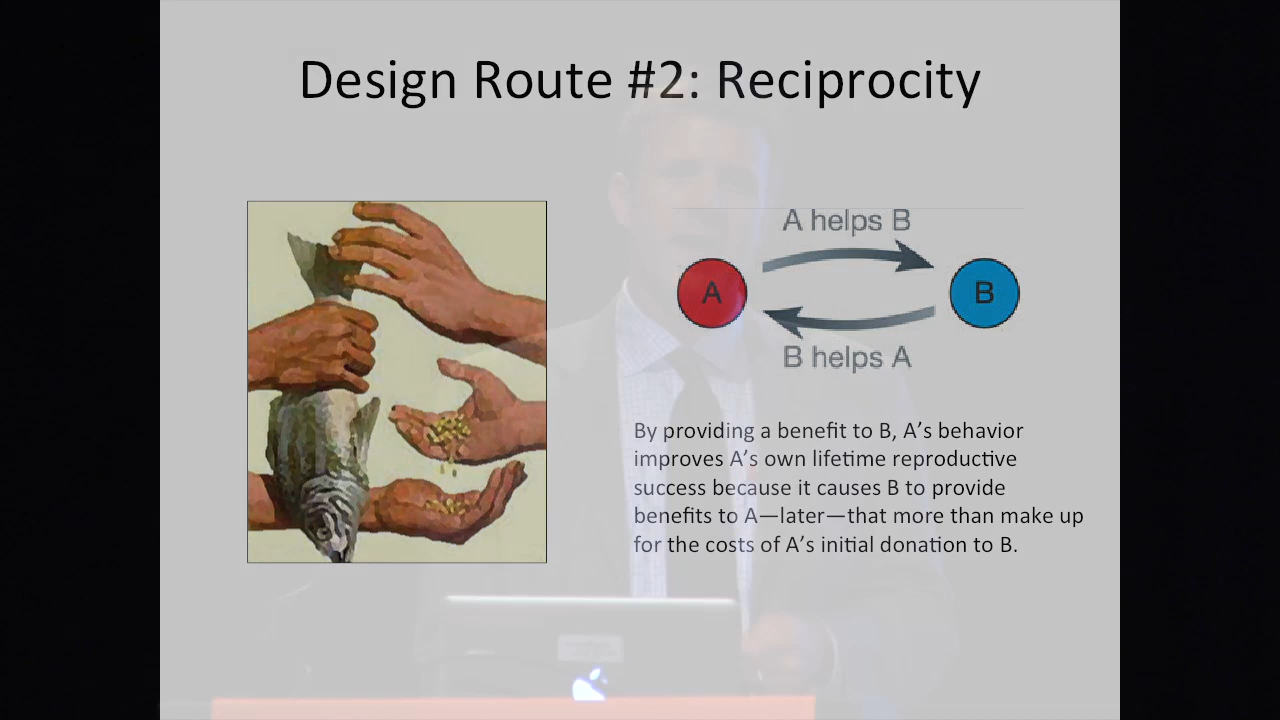 Design Route #2: Reciprocity
A helps B
A
B
B helps A
By providing a benefit to B, A’s behavior
improves A’s own lifetime reproductive
success because it causes B to provide
benefits to A—later—that more than make up
for the costs of A’s initial donation to B.